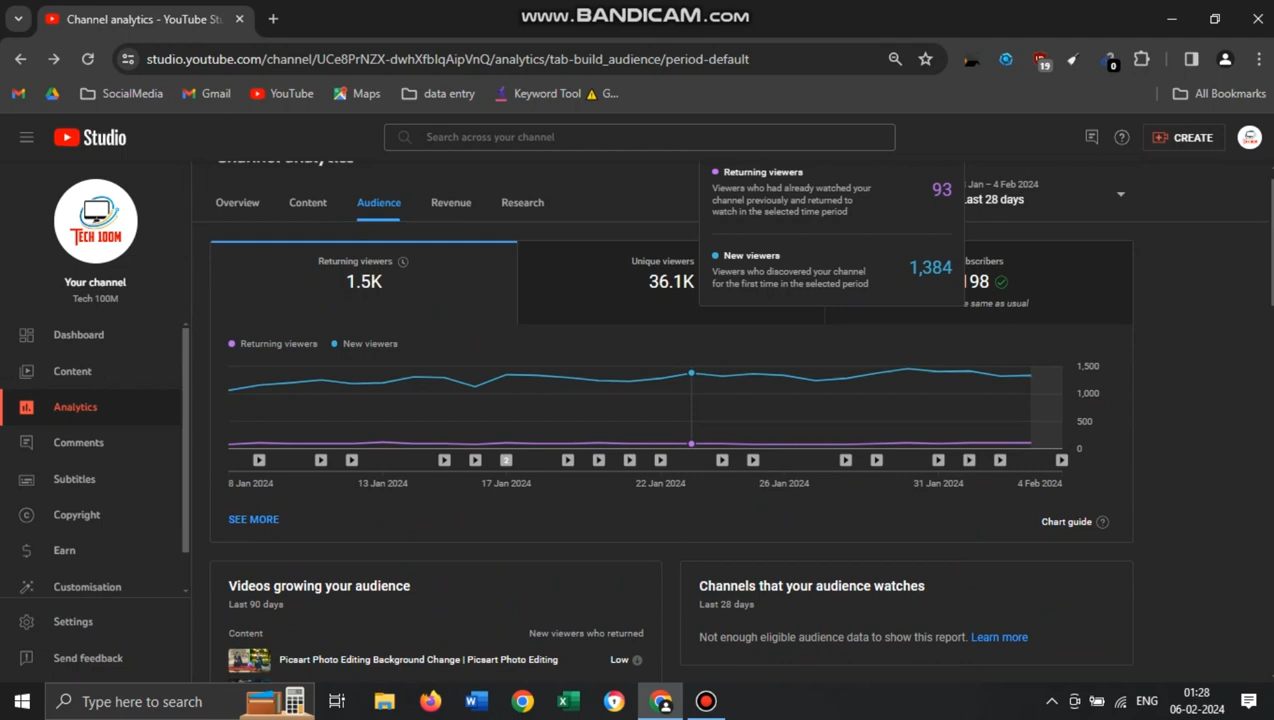 Channel analytics - YouTube St
www.BANDICAM.com
studio.youtube.com/channel/UCe8PrNZX-dwhXfbIqAipVnQ/analytics/tab-build_audience/period-default
19
0
SocialMedia
Gmail
YouTube
Maps
data entry
Keyword Tool
G...
All Bookmarks
Studio
Search across your channel
CREATE
TECH 100M
Your channel
Tech 100M
Dashboard
Content
Analytics
Comments
Subtitles
Copyright
Earn
Customisation
Settings
Send feedback
Channel analytics
Overview
Content
Audience
Revenue
Research
Jan – 4 Feb 2024
Last 28 days
Returning viewers
93
Viewers who had already watched your
channel previously and returned to
watch in the selected time period
New viewers
1,384
Viewers who discovered your channel
for the first time in the selected period
Returning viewers
1.5K
Unique viewers
36.1K
bscribers
198
e same as usual
Returning viewers
New viewers
1,500
1,000
500
0
2
8 Jan 2024
13 Jan 2024
17 Jan 2024
22 Jan 2024
26 Jan 2024
31 Jan 2024
4 Feb 2024
SEE MORE
Chart guide
Videos growing your audience
Last 90 days
Content
New viewers who returned
Picsart Photo Editing Background Change | Picsart Photo Editing
Low
Channels that your audience watches
Last 28 days
Not enough eligible audience data to show this report. Learn more
Type here to search
ENG
01:28
06-02-2024